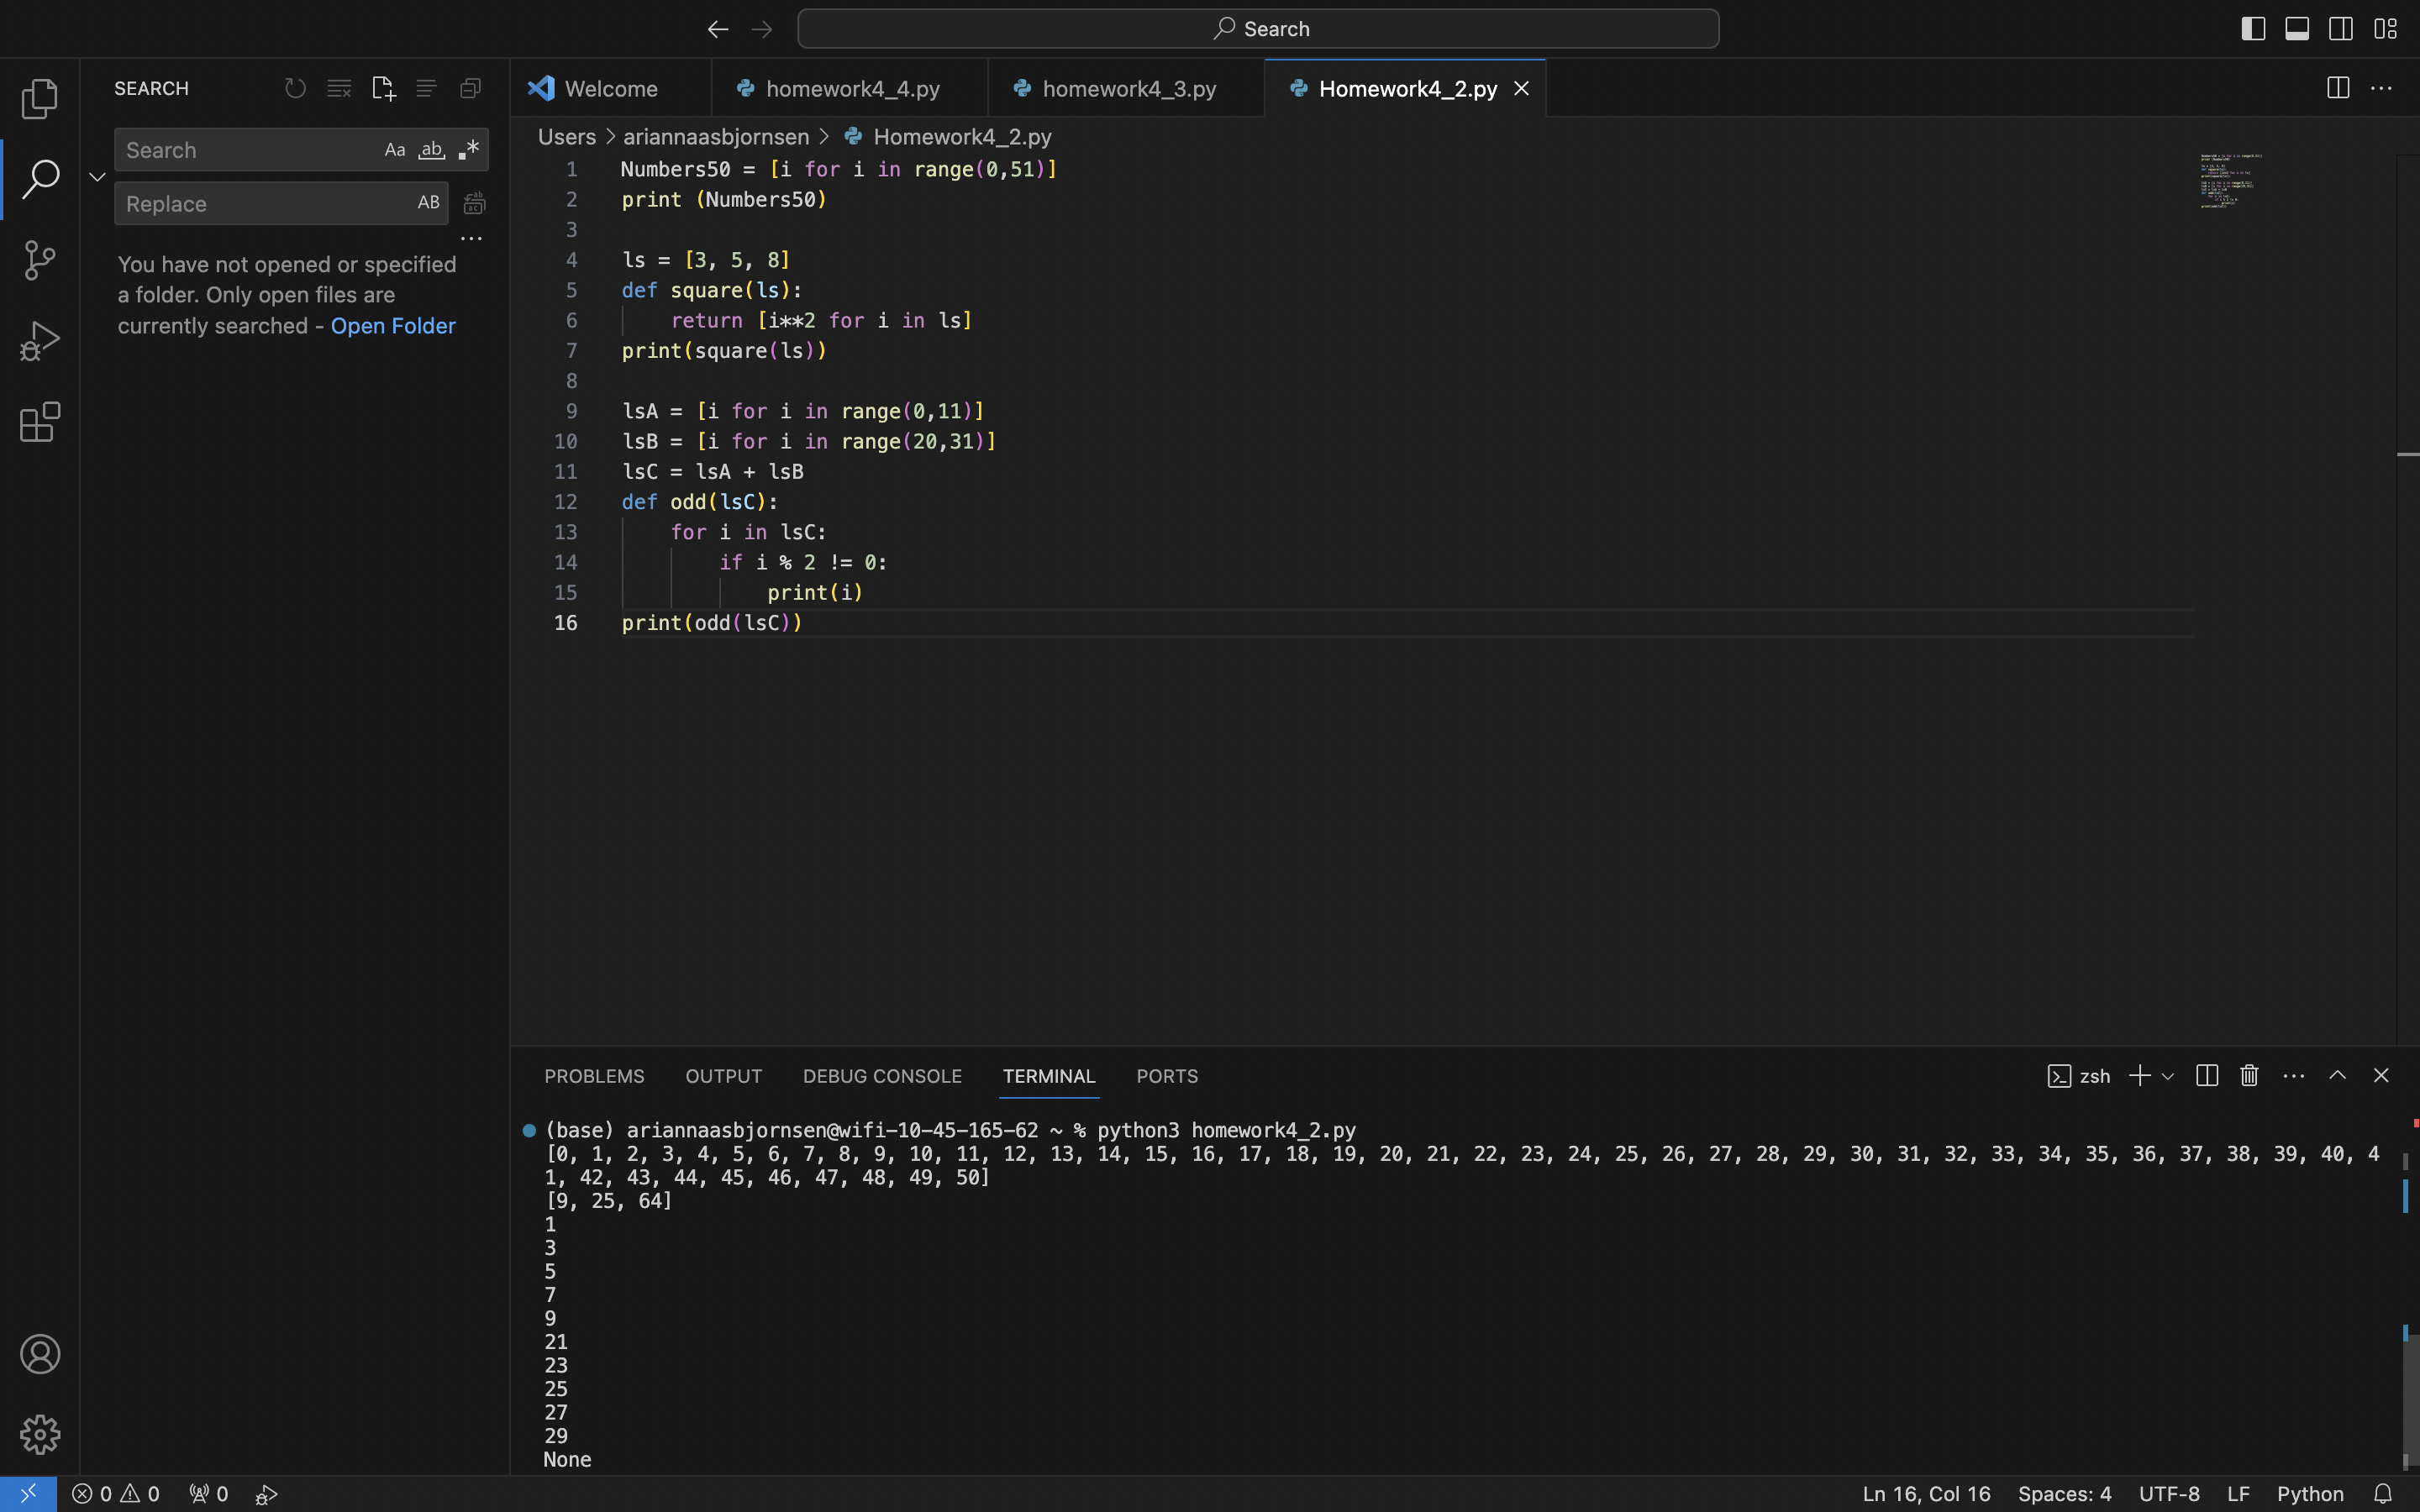 Search
SEARCH
Welcome
homework4_4.py
homework4_3.py
Homework4_2.py
Search
Aa
ab
.*
Replace
AB
You have not opened or specified
a folder. Only open files are
currently searched - Open Folder
Users > ariannaasbjornsen > Homework4_2.py
1 Numbers50 = [i for i in range(0,51)]
2 print (Numbers50)
3
4 ls = [3, 5, 8]
5 def square(ls):
6 return [i**2 for i in ls]
7 print(square(ls))
8
9 lsA = [i for i in range(0,11)]
10 lsB = [i for i in range(20,31)]
11 lsC = lsA + lsB
12 def odd(lsC):
13 for i in lsC:
14 if i % 2 != 0:
15 print(i)
16 print(odd(lsC))
PROBLEMS OUTPUT DEBUG CONSOLE TERMINAL PORTS
zsh
(base) ariannaasbjornsen@wifi-10-45-165-62 ~ % python3 homework4_2.py
[0, 1, 2, 3, 4, 5, 6, 7, 8, 9, 10, 11, 12, 13, 14, 15, 16, 17, 18, 19, 20, 21, 22, 23, 24, 25, 26, 27, 28, 29, 30, 31, 32, 33, 34, 35, 36, 37, 38, 39, 40, 4
1, 42, 43, 44, 45, 46, 47, 48, 49, 50]
[9, 25, 64]
1
3
5
7
9
21
23
25
27
29
None
0 0 0
Ln 16, Col 16 Spaces: 4 UTF-8 LF Python